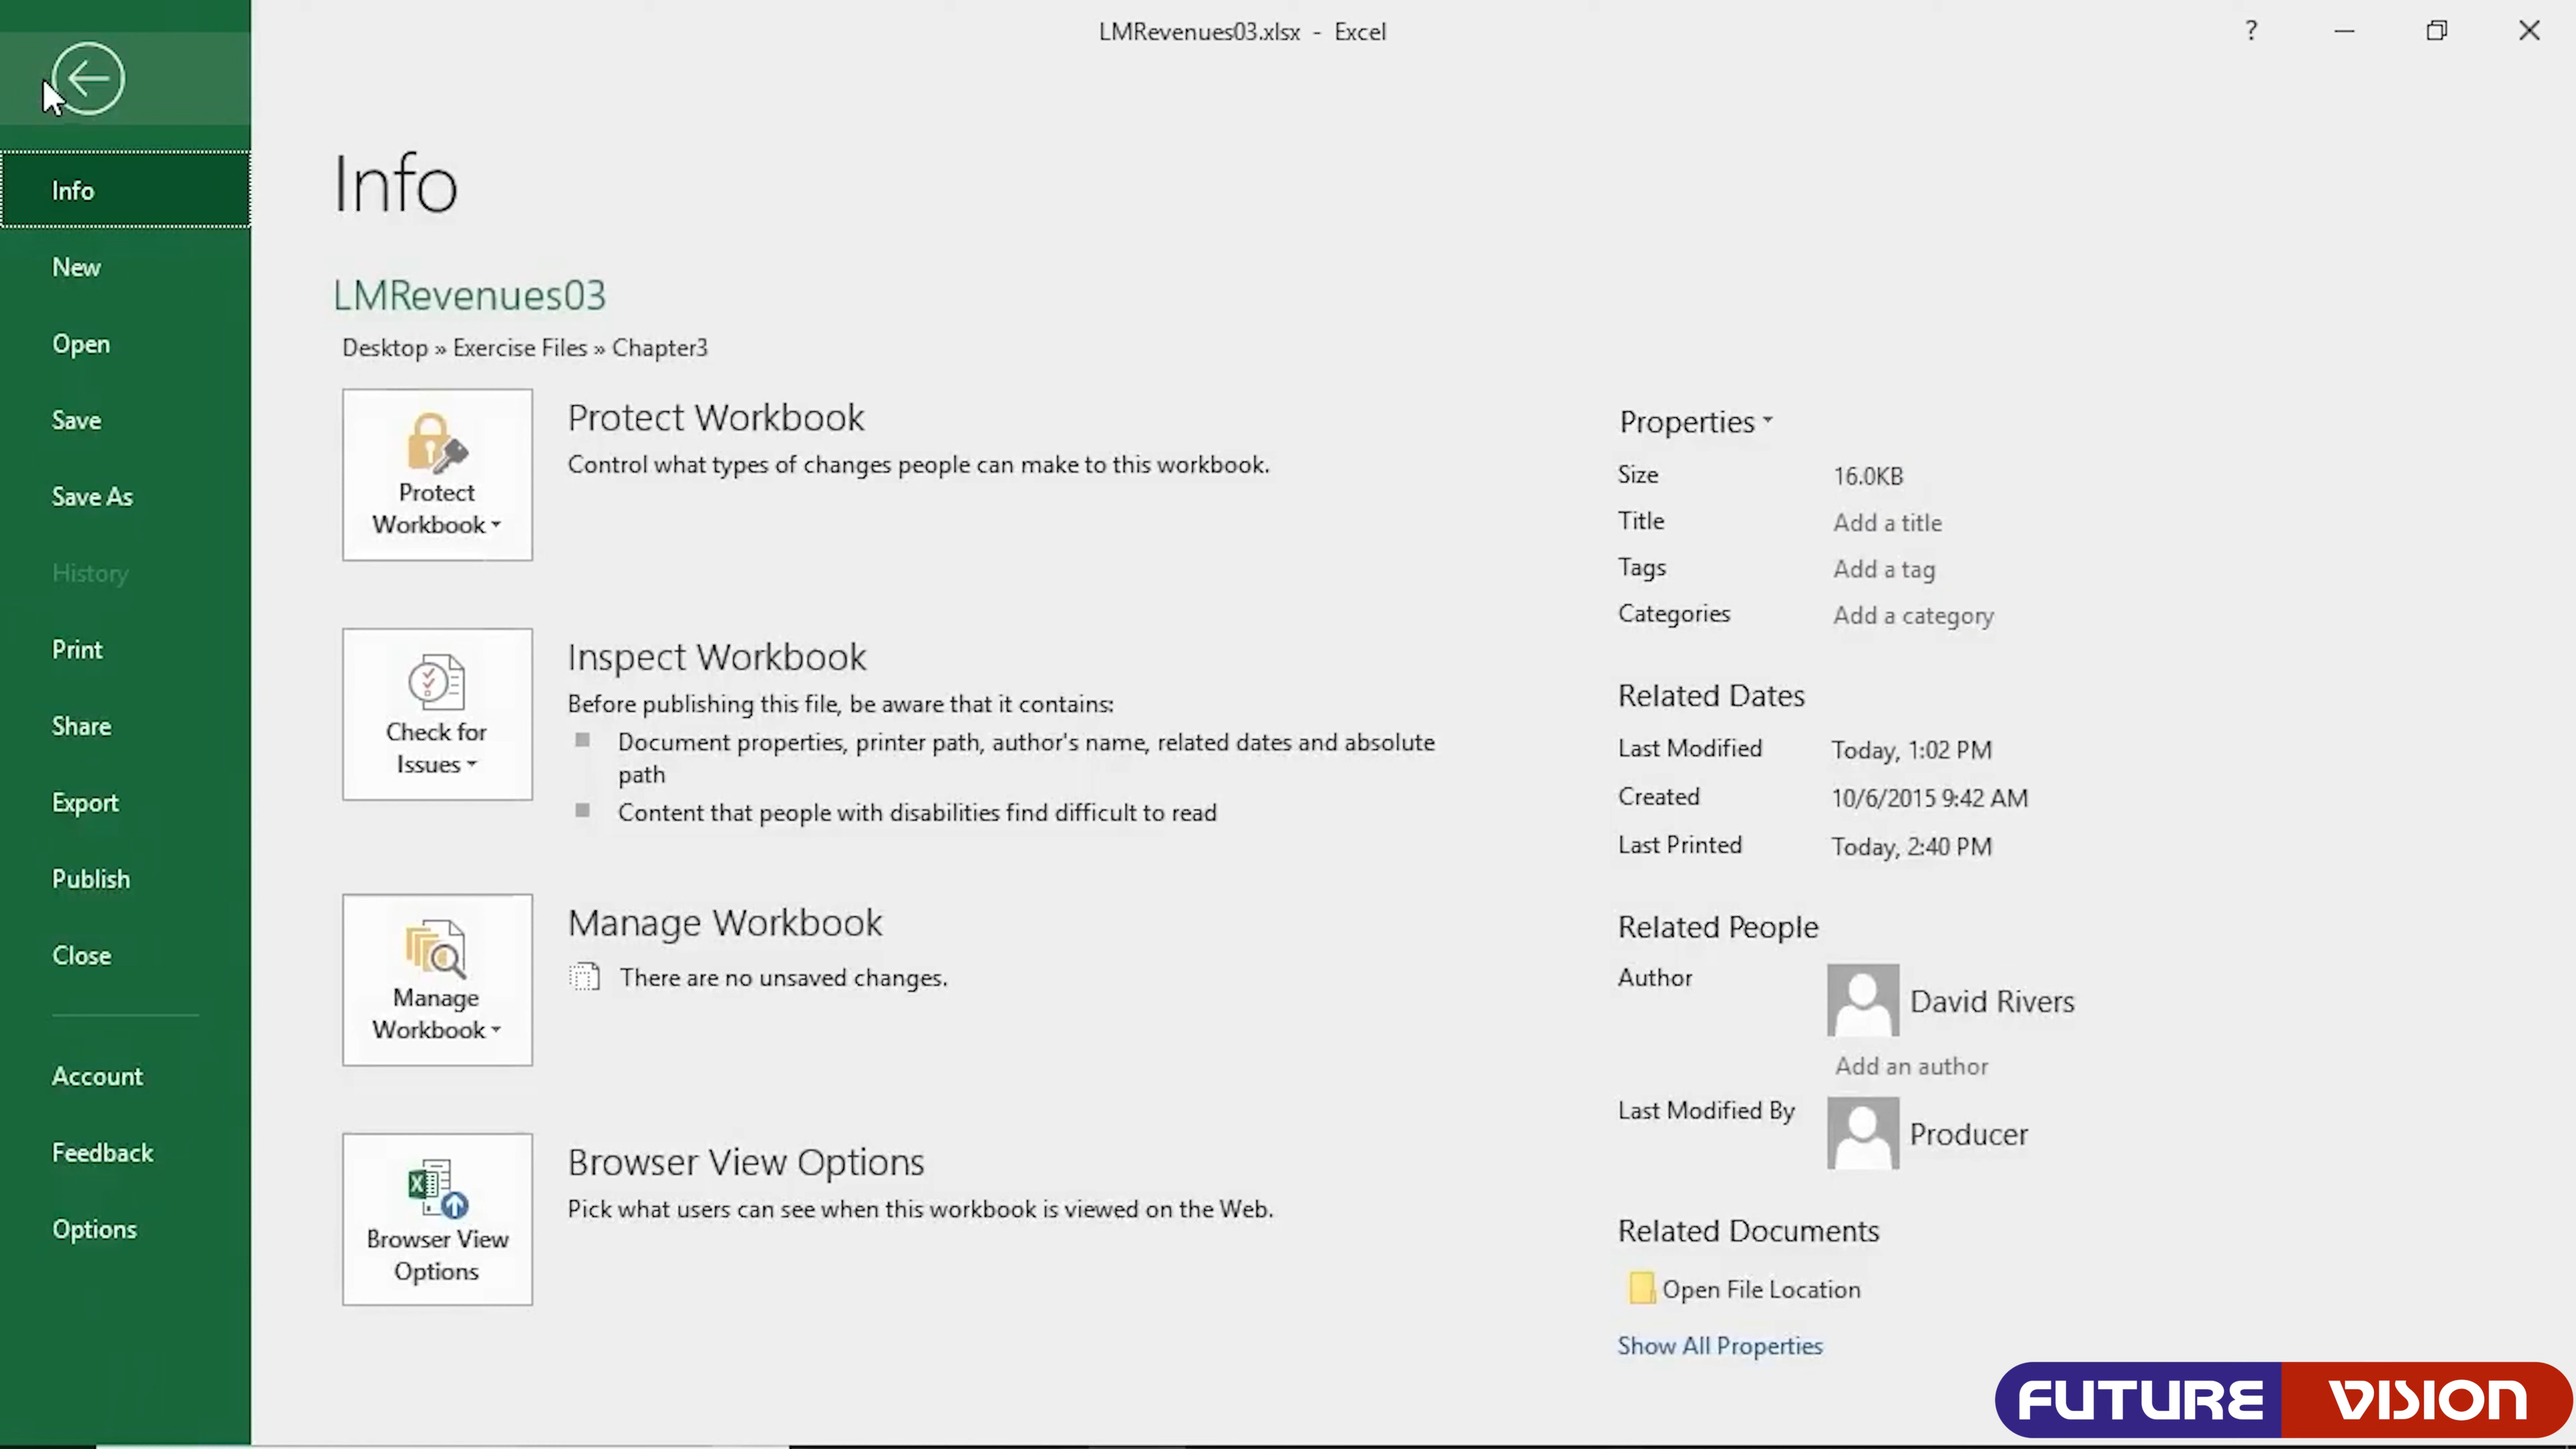 LMRevenues03.xlsx - Excel
?
Info
New
Open
Save
Save As
History
Print
Share
Export
Publish
Close
Account
Feedback
Options
Info
LMRevenues03
Desktop » Exercise Files » Chapter3
Protect
Workbook
Protect Workbook
Control what types of changes people can make to this workbook.
Check for
Issues
Inspect Workbook
Before publishing this file, be aware that it contains:
Document properties, printer path, author's name, related dates and absolute
path
Content that people with disabilities find difficult to read
Manage
Workbook
Manage Workbook
There are no unsaved changes.
Browser View
Options
Browser View Options
Pick what users can see when this workbook is viewed on the Web.
Properties
Size 16.0KB
Title Add a title
Tags Add a tag
Categories Add a category
Related Dates
Last Modified Today, 1:02 PM
Created 10/6/2015 9:42 AM
Last Printed Today, 2:40 PM
Related People
Author David Rivers
Add an author
Last Modified By Producer
Related Documents
Open File Location
Show All Properties
FUTURE VISION